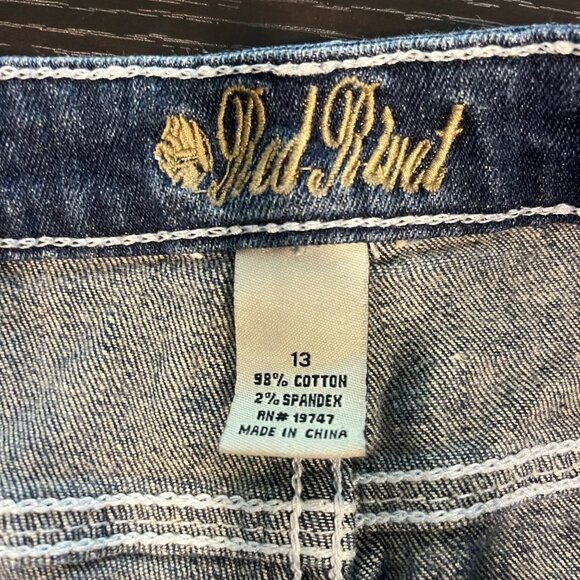 Red-Rivet
13
98% COTTON
2% SPANDEX
RN# 19747
MADE IN CHINA